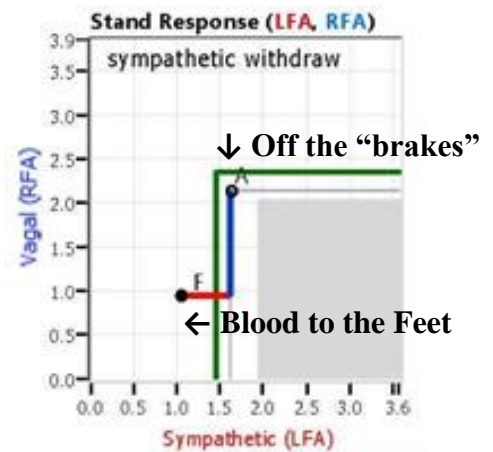 Stand Response (LFA, RFA)
sympathetic withdraw
↓ Off the “brakes”
A
F
← Blood to the Feet
Vagal (RFA)
3.9
3.5
3.0
2.5
2.0
1.5
1.0
0.5
0.0
0.0 0.5 1.0 1.5 2.0 2.5 3.0 3.6
Sympathetic (LFA)